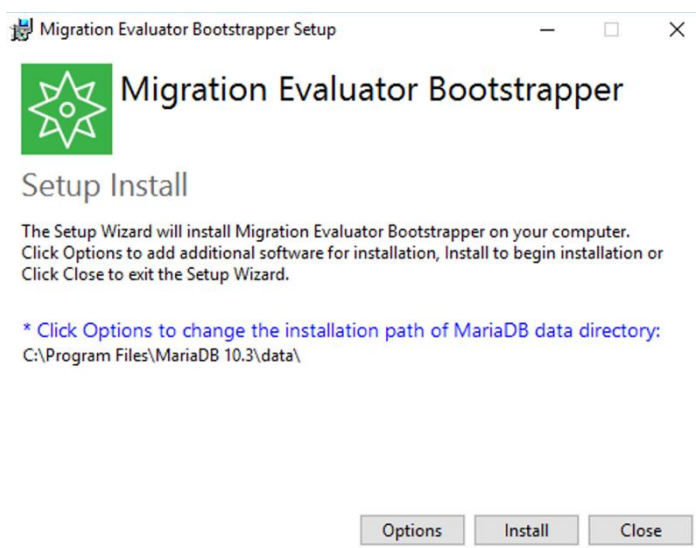 Migration Evaluator Bootstrapper Setup
Migration Evaluator Bootstrapper
Setup Install
The Setup Wizard will install Migration Evaluator Bootstrapper on your computer.
Click Options to add additional software for installation, Install to begin installation or
Click Close to exit the Setup Wizard.
* Click Options to change the installation path of MariaDB data directory:
C:\Program Files\MariaDB 10.3\data\
Options Install Close